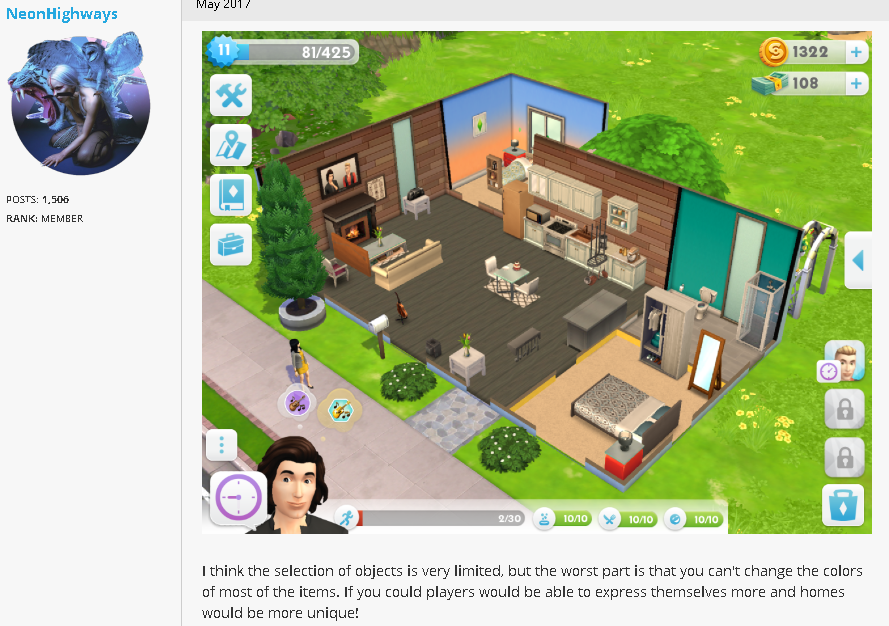 NeonHighways
May 2017
POSTS: 1,506
RANK: MEMBER
11
81/425
1322
+
108
+
2/30
10/10
10/10
10/10
I think the selection of objects is very limited, but the worst part is that you can't change the colors
of most of the items. If you could players would be able to express themselves more and homes
would be more unique!